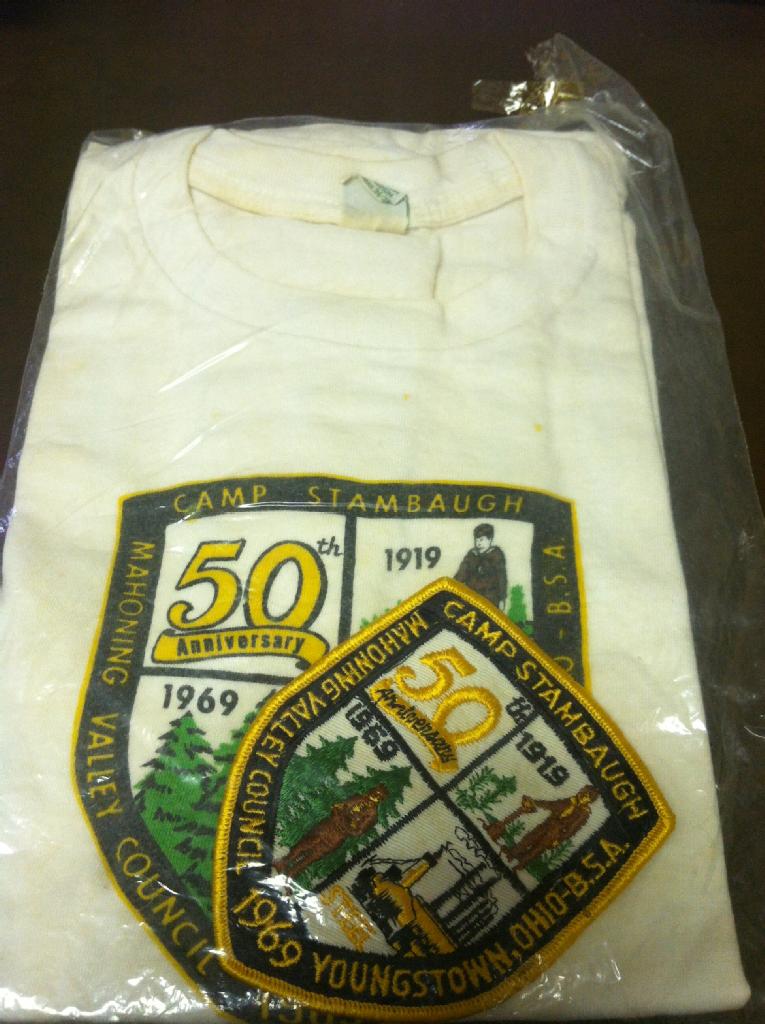 CAMP STAMBAUGH
MAHONING VALLEY COUNCIL
O-B.S.A.
50th
Anniversary
1919
1969
CAMP STAMBAUGH
MAHONING VALLEY COUNCIL
50th
Anniversary
1919
1969
1969
YOUNGSTOWN, OHIO-B.S.A.